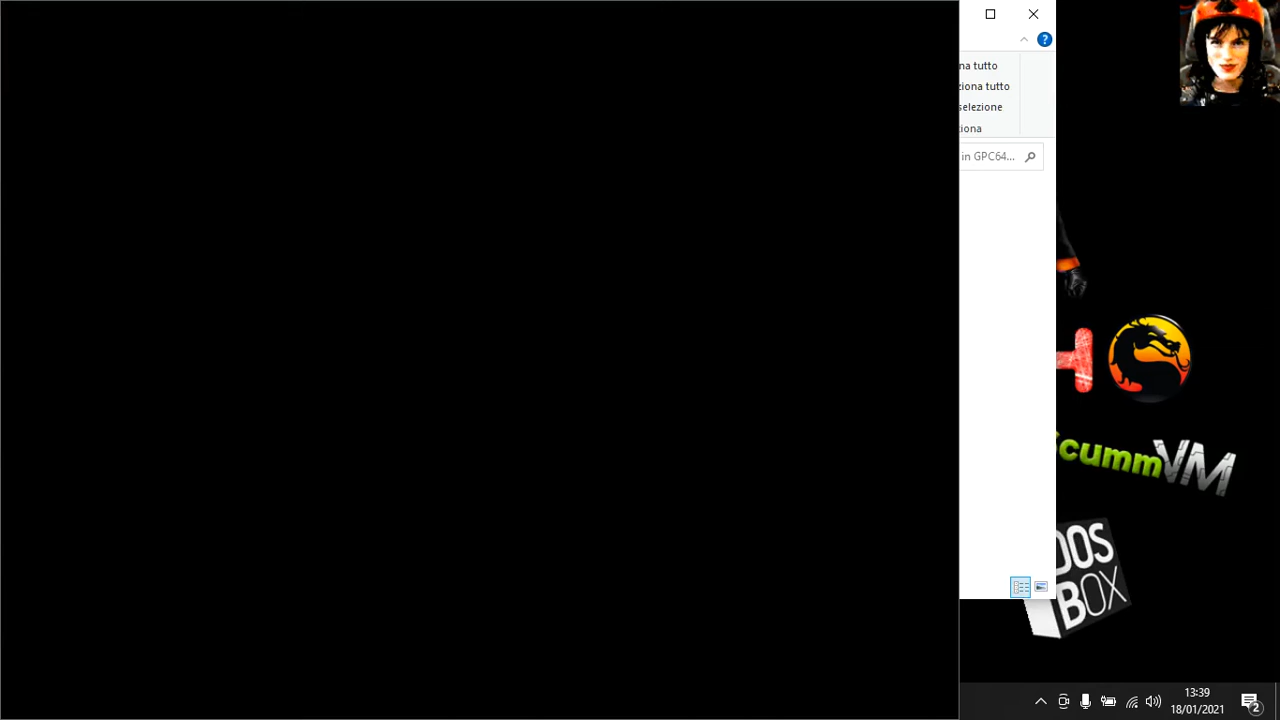 ?
na tutto
ziona tutto
selezione
iona
in GPC64...
H
cummVM
DOS
BOX
13:39
18/01/2021
2